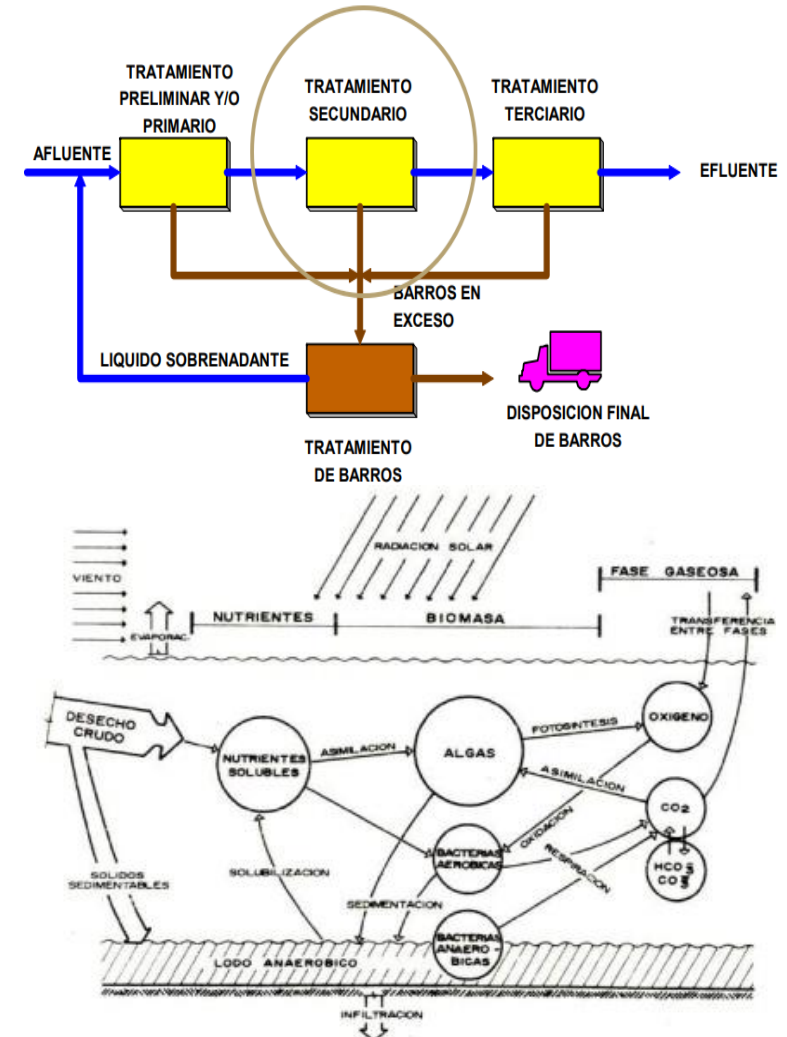 TRATAMIENTO
PRELIMINAR Y/O
PRIMARIO
TRATAMIENTO
SECUNDARIO
TRATAMIENTO
TERCIARIO
AFLUENTE
EFLUENTE
BARROS EN
EXCESO
LIQUIDO SOBRENADANTE
DISPOSICION FINAL
DE BARROS
TRATAMIENTO
DE BARROS
RADIACION SOLAR
VIENTO
FASE GASEOSA
NUTRIENTES
BIOMASA
TRANSFERENCIA
ENTRE FASES
EVAPORAC.
DESECHO
CRUDO
OXIGENO
FOTOSINTESIS
ASIMILACION
ALGAS
NUTRIENTES
SOLUBLES
ASIMILACION
CO2
OXIDACION
BACTERIAS
AEROBICAS
RESPIRACION
HCO3̄
CO3̿
SOLIDOS
SEDIMENTABLES
SOLUBILIZACION
SEDIMENTACION
BACTERIAS
ANAERO-
BICAS
LODO ANAEROBICO
INFILTRACION